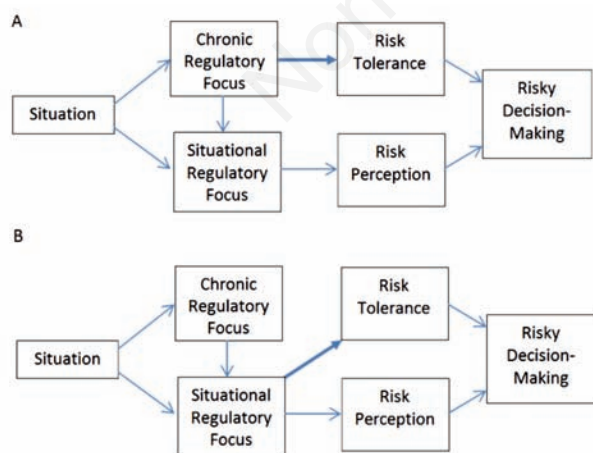 A
Chronic
Regulatory
Focus
Risk
Tolerance
Situation
Risky
Decision-
Making
Situational
Regulatory
Focus
Risk
Perception
B
Chronic
Regulatory
Focus
Risk
Tolerance
Situation
Risky
Decision-
Making
Situational
Regulatory
Focus
Risk
Perception